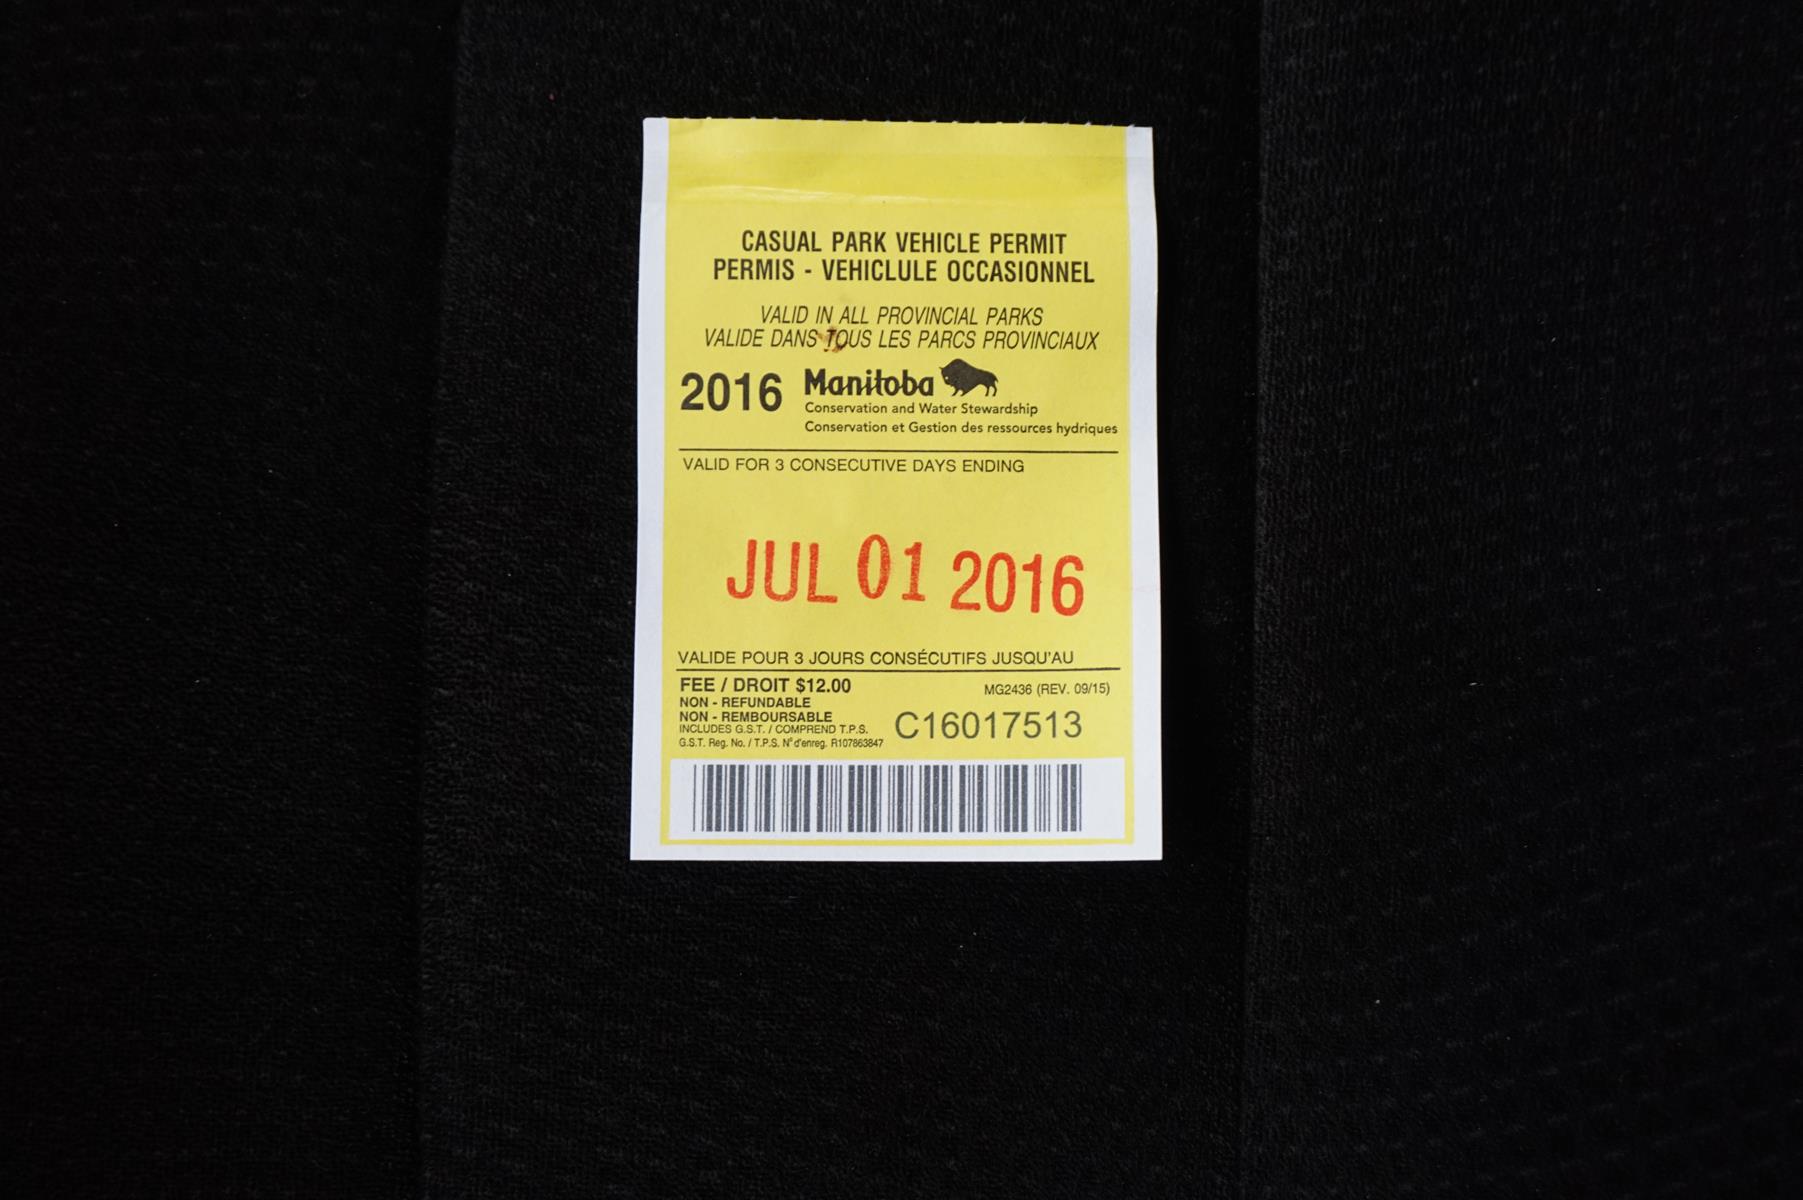 CASUAL PARK VEHICLE PERMIT
PERMIS - VEHICLULE OCCASIONNEL
VALID IN ALL PROVINCIAL PARKS
VALIDE DANS TOUS LES PARCS PROVINCIAUX
2016 Manitoba
Conservation and Water Stewardship
Conservation et Gestion des ressources hydriques
VALID FOR 3 CONSECUTIVE DAYS ENDING
JUL 01 2016
VALIDE POUR 3 JOURS CONSÉCUTIFS JUSQU'AU
FEE / DROIT $12.00 MG2436 (REV. 09/15)
NON - REFUNDABLE
NON - REMBOURSABLE
INCLUDES G.S.T. / COMPREND T.P.S. C16017513
G.S.T. Reg. No. / T.P.S. N° d'enreg. R107863847